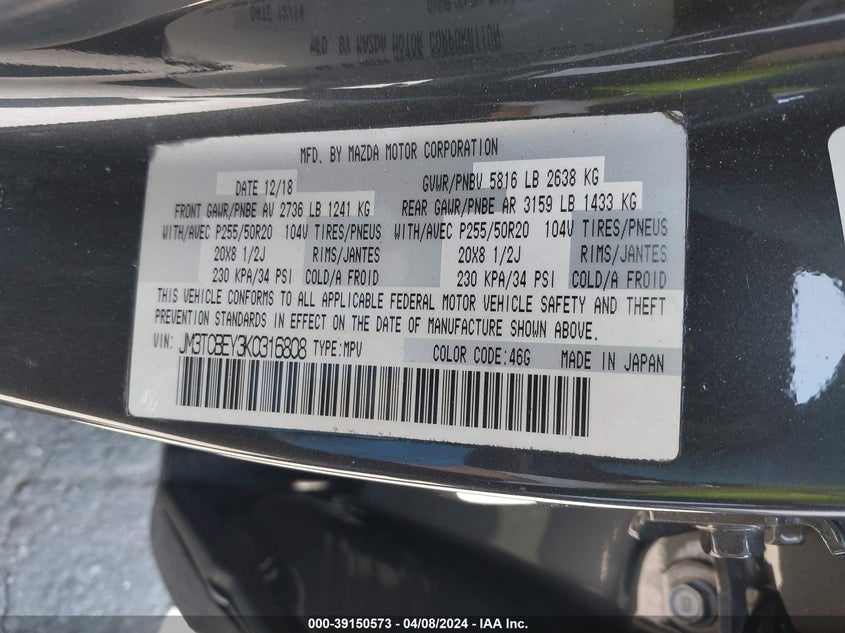 MFD. BY MAZDA MOTOR CORPORATION
DATE 12/18 GVWR/PNBV 5816 LB 2638 KG
FRONT GAWR/PNBE AV 2736 LB 1241 KG REAR GAWR/PNBE AR 3159 LB 1433 KG
WITH/AVEC P255/50R20 104V TIRES/PNEUS WITH/AVEC P255/50R20 104V TIRES/PNEUS
20X8 1/2J RIMS/JANTES 20X8 1/2J RIMS/JANTES
230 KPA/34 PSI COLD/A FROID 230 KPA/34 PSI COLD/A FROID
THIS VEHICLE CONFORMS TO ALL APPLICABLE FEDERAL MOTOR VEHICLE SAFETY AND THEFT
PREVENTION STANDARDS IN EFFECT ON THE DATE OF MANUFACTURE SHOWN ABOVE.
VIN: JM3TCBEY3K0316808 TYPE:MPV COLOR CODE:46G MADE IN JAPAN
000-39150573 - 04/08/2024 - IAA Inc.